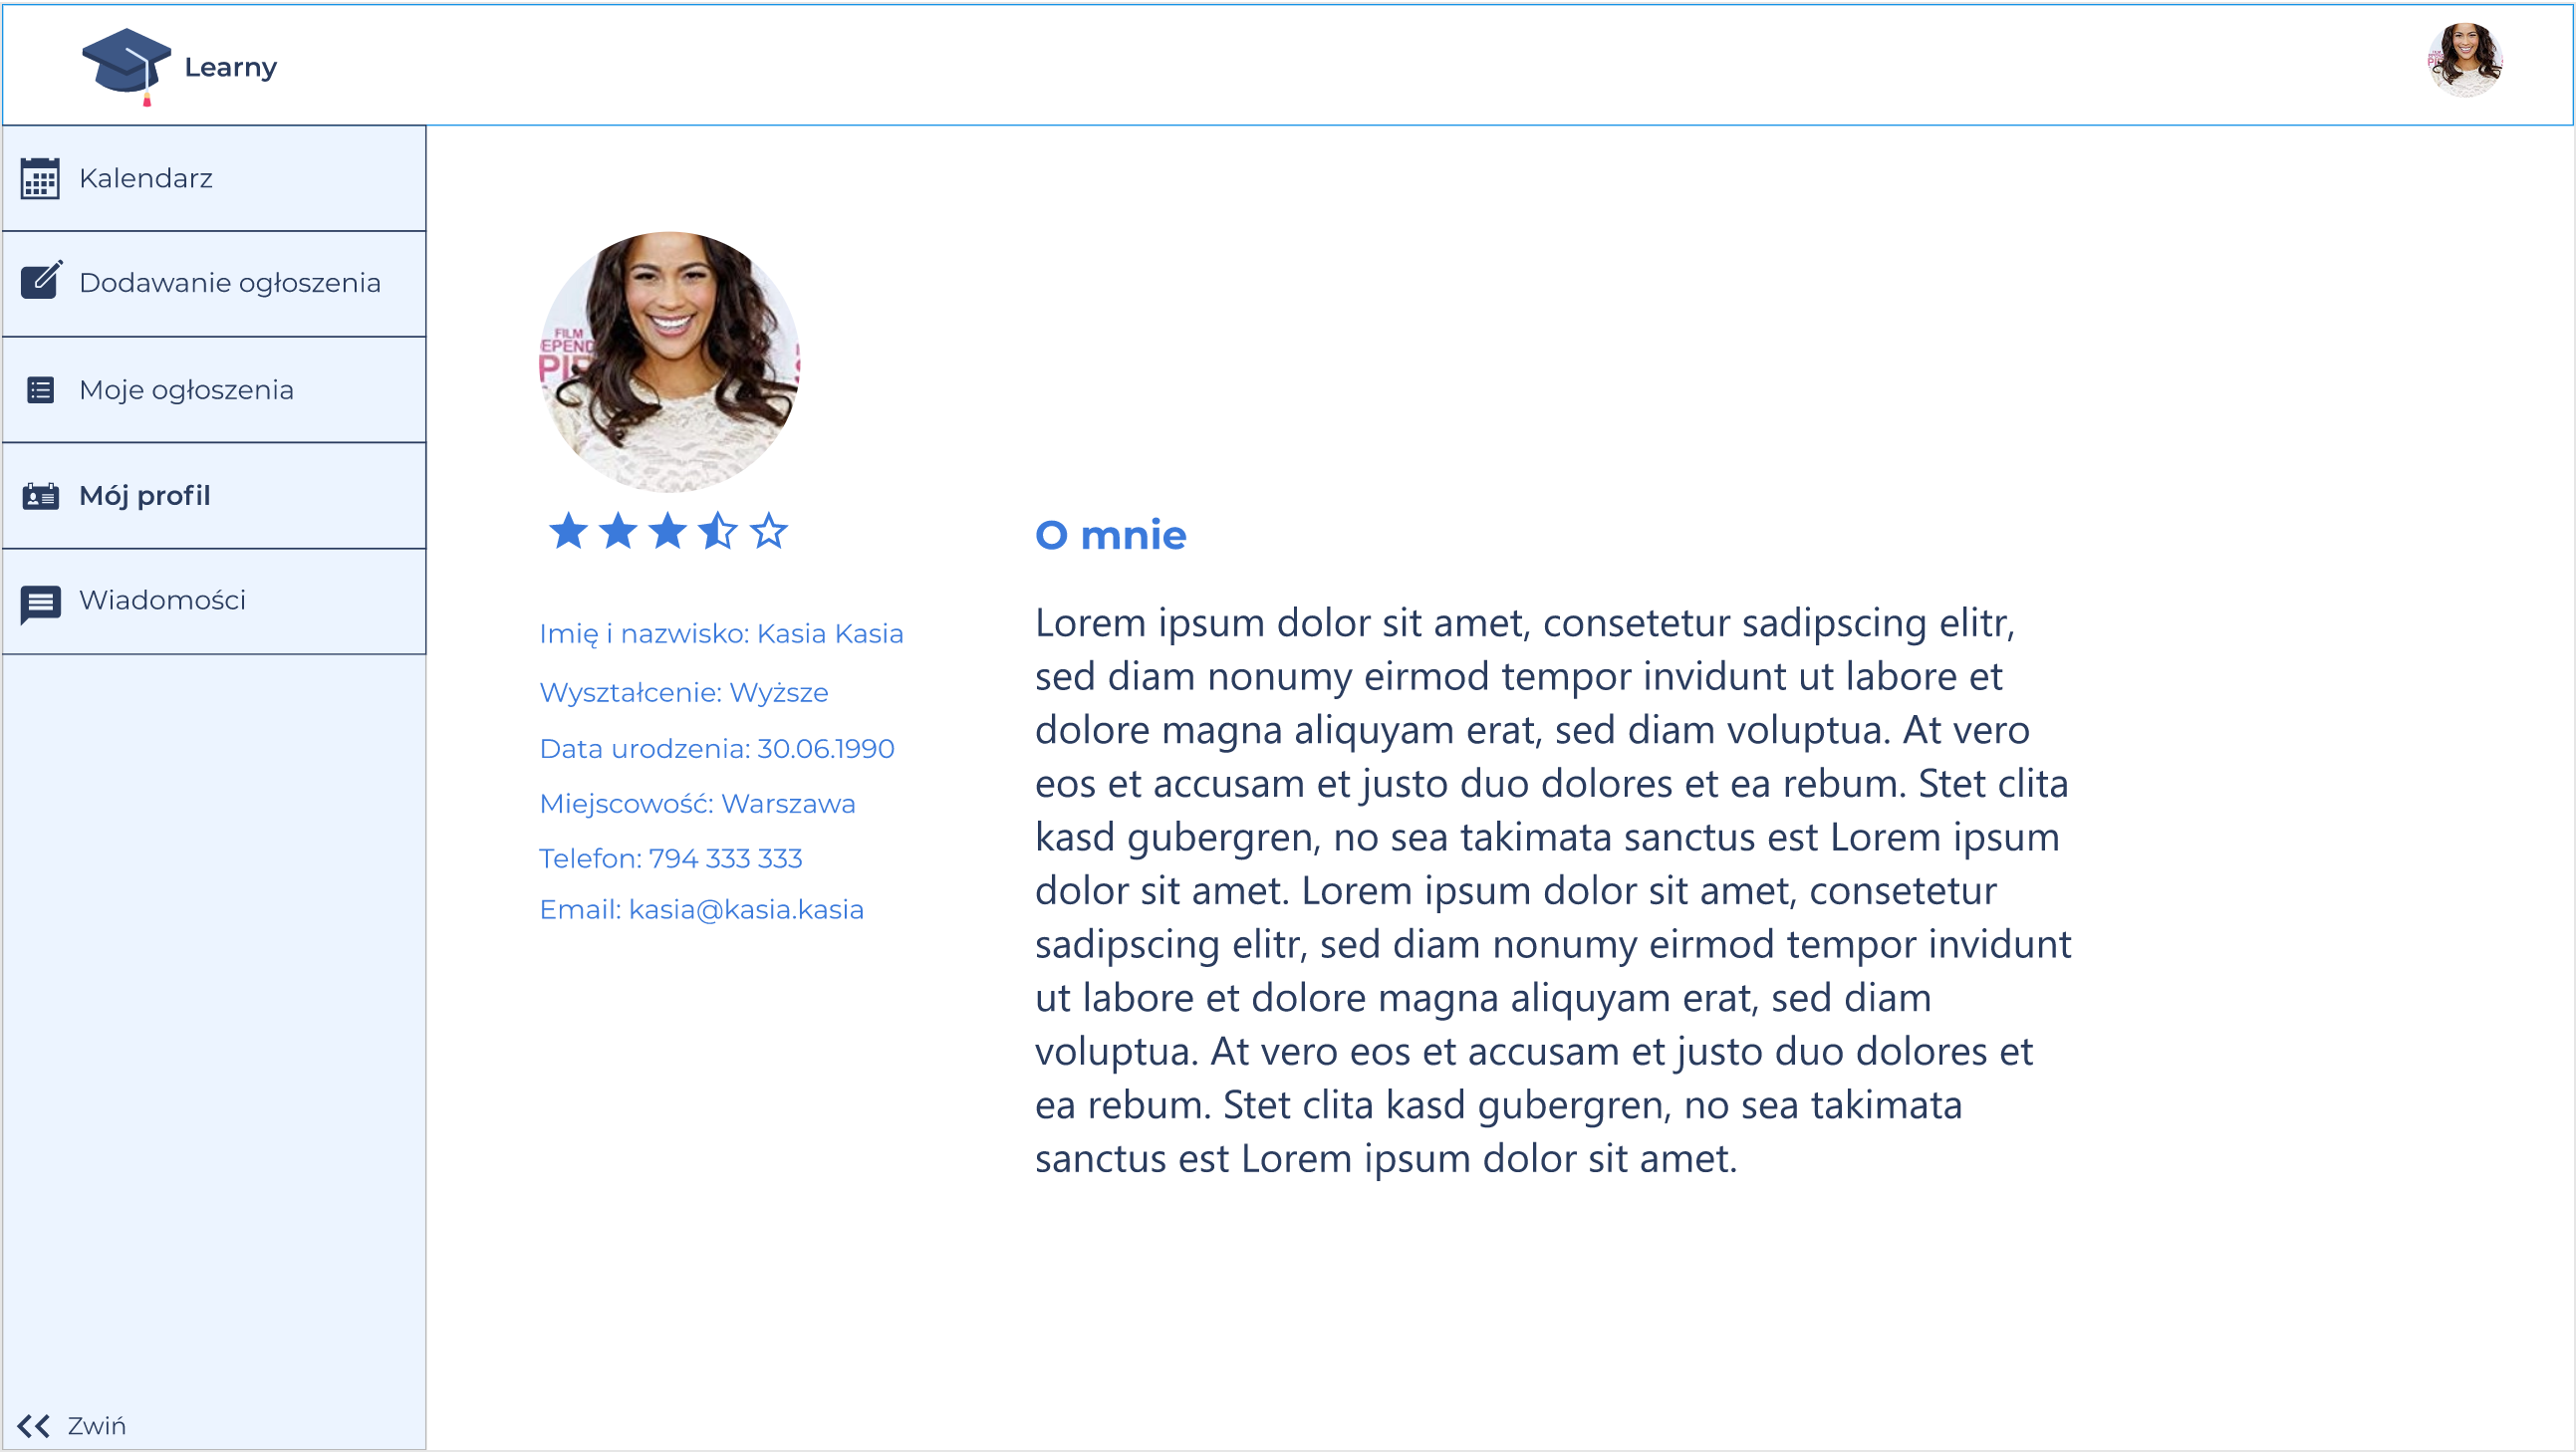 Learny
Kalendarz
Dodawanie ogłoszenia
Moje ogłoszenia
Mój profil
Wiadomości
Zwiń
FILM
EPEND
PI
Imię i nazwisko: Kasia Kasia
Wyształcenie: Wyższe
Data urodzenia: 30.06.1990
Miejscowość: Warszawa
Telefon: 794 333 333
Email: kasia@kasia.kasia
O mnie
Lorem ipsum dolor sit amet, consetetur sadipscing elitr,
sed diam nonumy eirmod tempor invidunt ut labore et
dolore magna aliquyam erat, sed diam voluptua. At vero
eos et accusam et justo duo dolores et ea rebum. Stet clita
kasd gubergren, no sea takimata sanctus est Lorem ipsum
dolor sit amet. Lorem ipsum dolor sit amet, consetetur
sadipscing elitr, sed diam nonumy eirmod tempor invidunt
ut labore et dolore magna aliquyam erat, sed diam
voluptua. At vero eos et accusam et justo duo dolores et
ea rebum. Stet clita kasd gubergren, no sea takimata
sanctus est Lorem ipsum dolor sit amet.